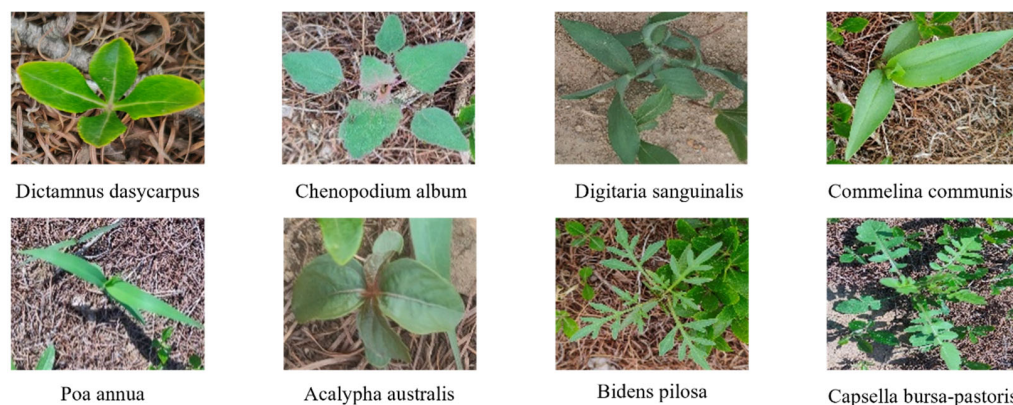 Dictamnus dasycarpus
Chenopodium album
Digitaria sanguinalis
Commelina communis
Poa annua
Acalypha australis
Bidens pilosa
Capsella bursa-pastoris